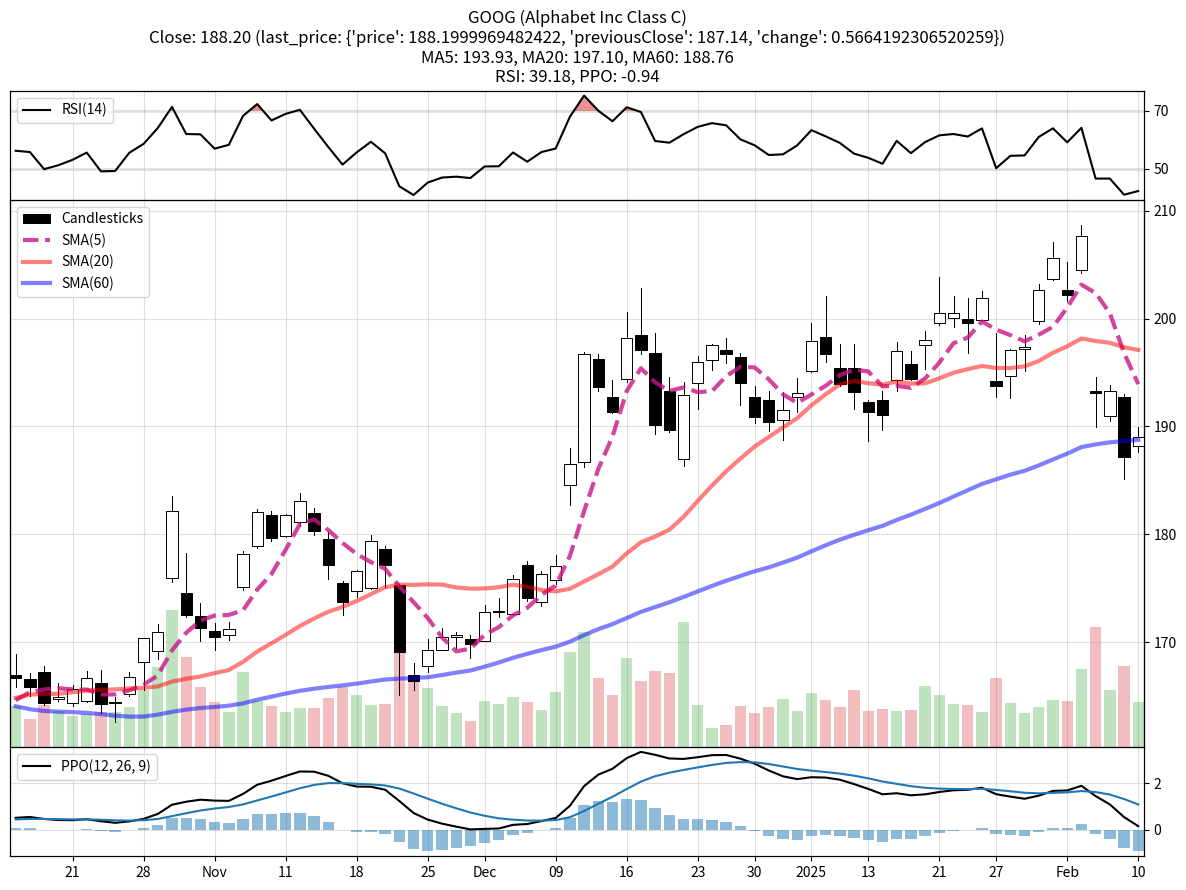 GOOG (Alphabet Inc Class C)
Close: 188.20 (last_price: {'price': 188.1999969482422, 'previousClose': 187.14, 'change': 0.5664192306520259})
MA5: 193.93, MA20: 197.10, MA60: 188.76
RSI: 39.18, PPO: -0.94
RSI(14)
70
50
Candlesticks
SMA(5)
SMA(20)
SMA(60)
210
200
190
180
170
PPO(12, 26, 9)
2
0
21 28 Nov 11 18 25 Dec 09 16 23 30 2025 13 21 27 Feb 10